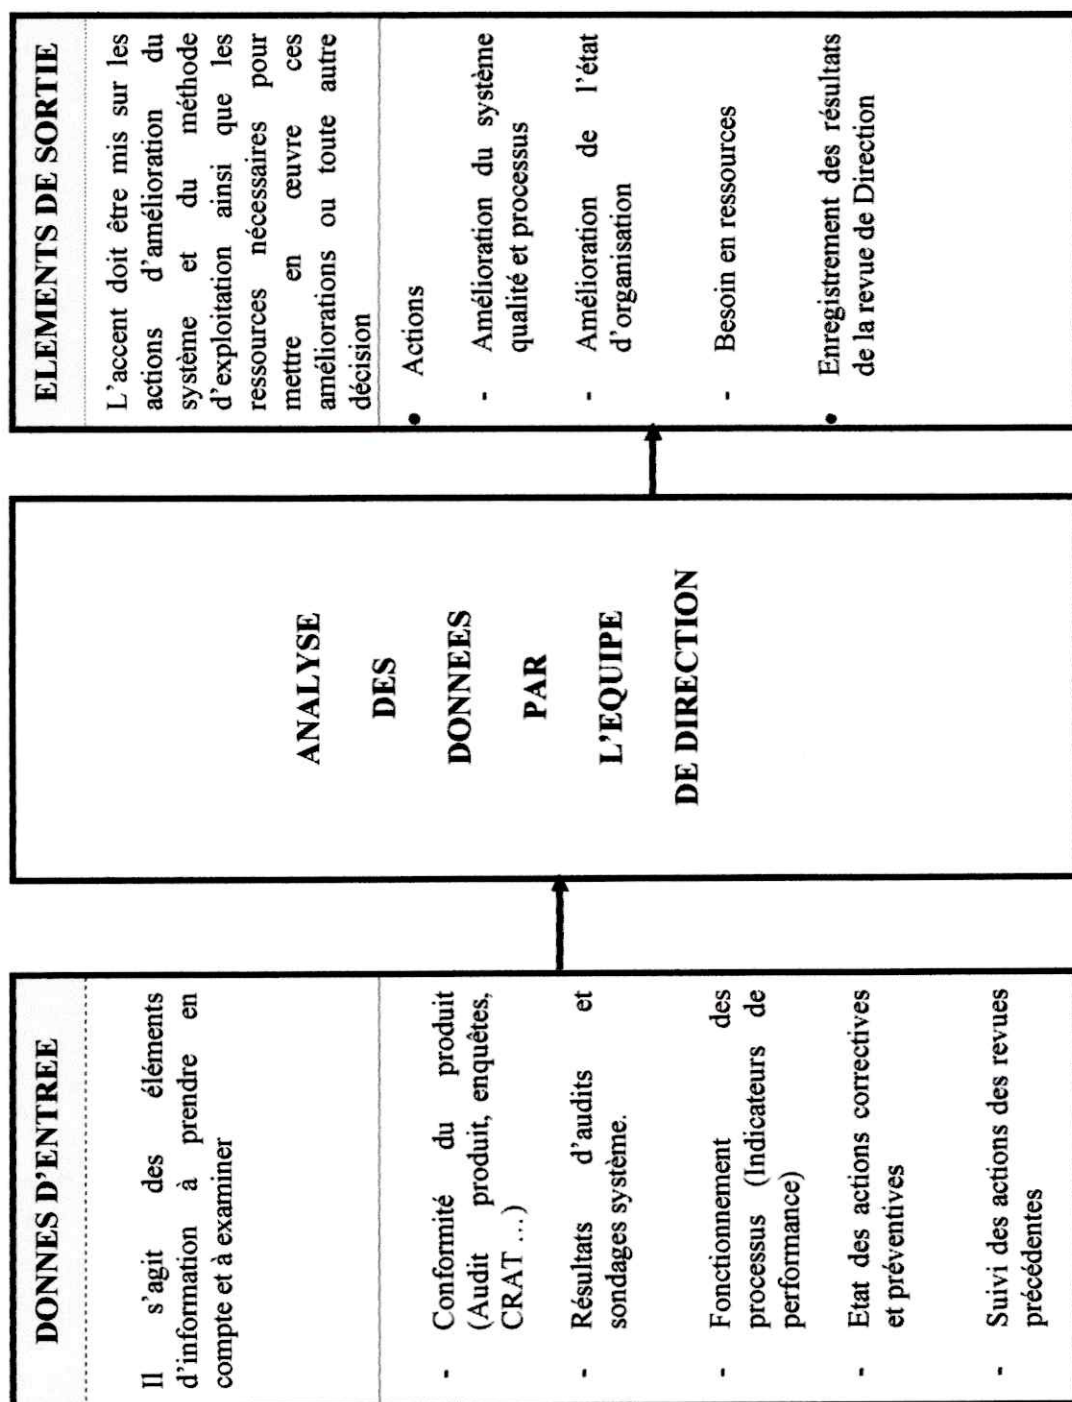 DONNES D'ENTREE
Il s'agit des éléments
d'information à prendre en
compte et à examiner
- Conformité du produit
(Audit produit, enquêtes,
CRAT ...)
- Résultats d'audits et
sondages système.
- Fonctionnement des
processus (Indicateurs de
performance)
- Etat des actions correctives
et préventives
- Suivi des actions des revues
précédentes
ANALYSE
DES
DONNEES
PAR
L'EQUIPE
DE DIRECTION
ELEMENTS DE SORTIE
L'accent doit être mis sur les
actions d'amélioration du
système et du méthode
d'exploitation ainsi que les
ressources nécessaires pour
mettre en œuvre ces
améliorations ou toute autre
décision
• Actions
- Amélioration du système
qualité et processus
- Amélioration de l'état
d'organisation
- Besoin en ressources
• Enregistrement des résultats
de la revue de Direction